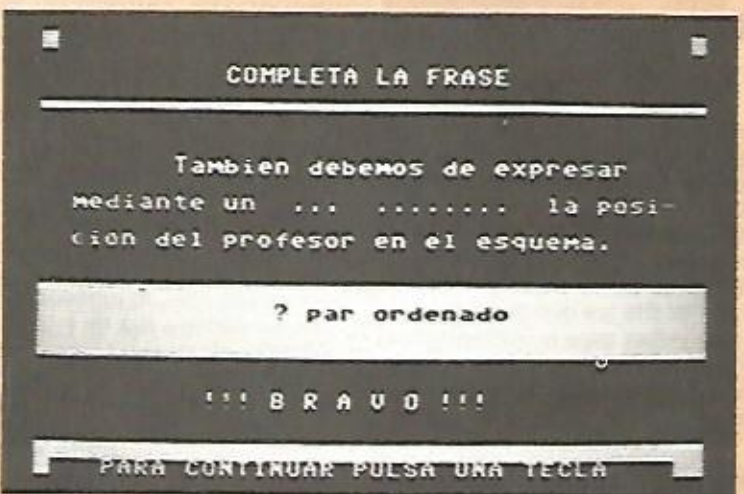 COMPLETA LA FRASE
Tambien debemos de expresar
mediante un ... ........ la posi-
cion del profesor en el esquema.
? par ordenado
!!! B R A V O !!!
PARA CONTINUAR PULSA UNA TECLA